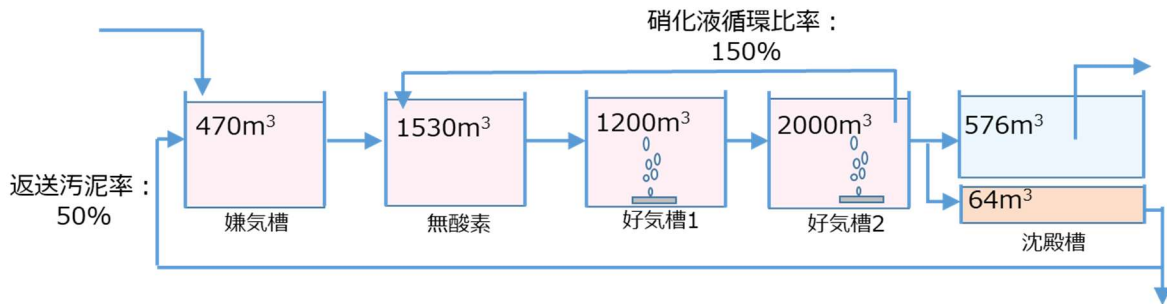 硝化液循環比率：
150%
470m³
1530m³
1200m³
2000m³
576m³
返送汚泥率：
50%
64m³
嫌気槽
無酸素
好気槽1
好気槽2
沈殿槽